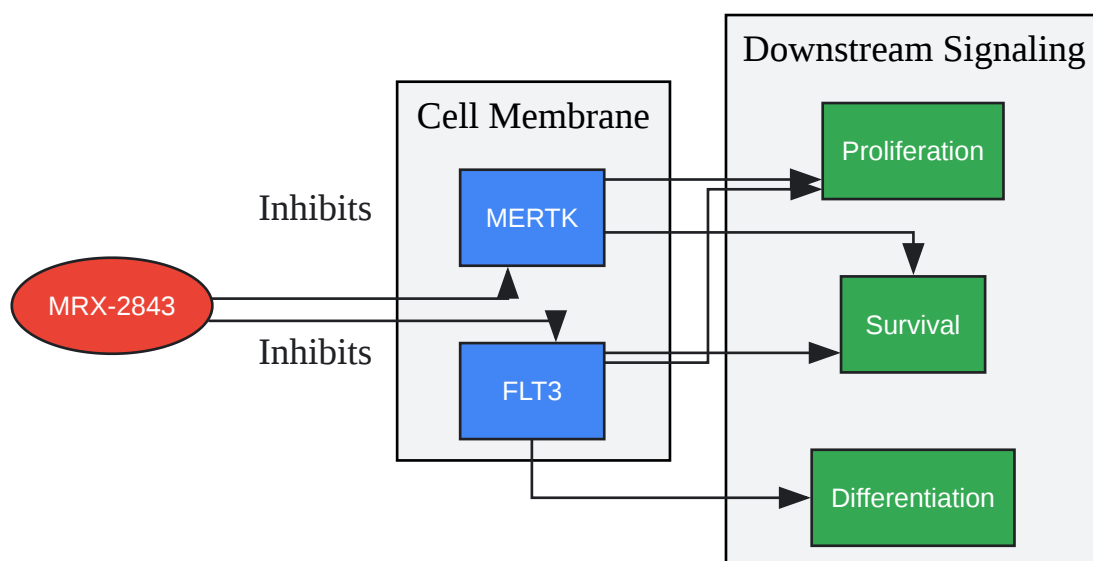 Downstream Signaling
Cell Membrane
Proliferation
Inhibits
MERTK
MRX-2843
Survival
Inhibits
FLT3
Differentiation